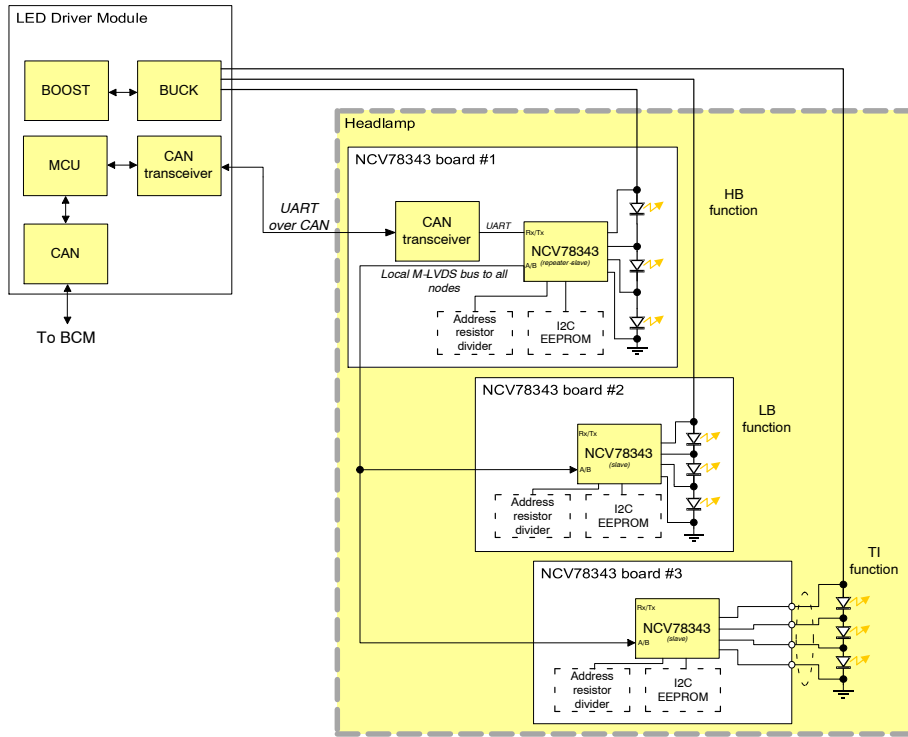 LED Driver Module
BOOST
BUCK
MCU
CAN
transceiver
CAN
To BCM
UART
over CAN
Headlamp
NCV78343 board #1
CAN
transceiver
UART
Rx/Tx
NCV78343
(repeater-slave)
A/B
Local M-LVDS bus to all
nodes
Address
resistor
divider
I2C
EEPROM
HB
function
NCV78343 board #2
Rx/Tx
NCV78343
(slave)
A/B
Address
resistor
divider
I2C
EEPROM
LB
function
NCV78343 board #3
Rx/Tx
NCV78343
(slave)
A/B
Address
resistor
divider
I2C
EEPROM
TI
function